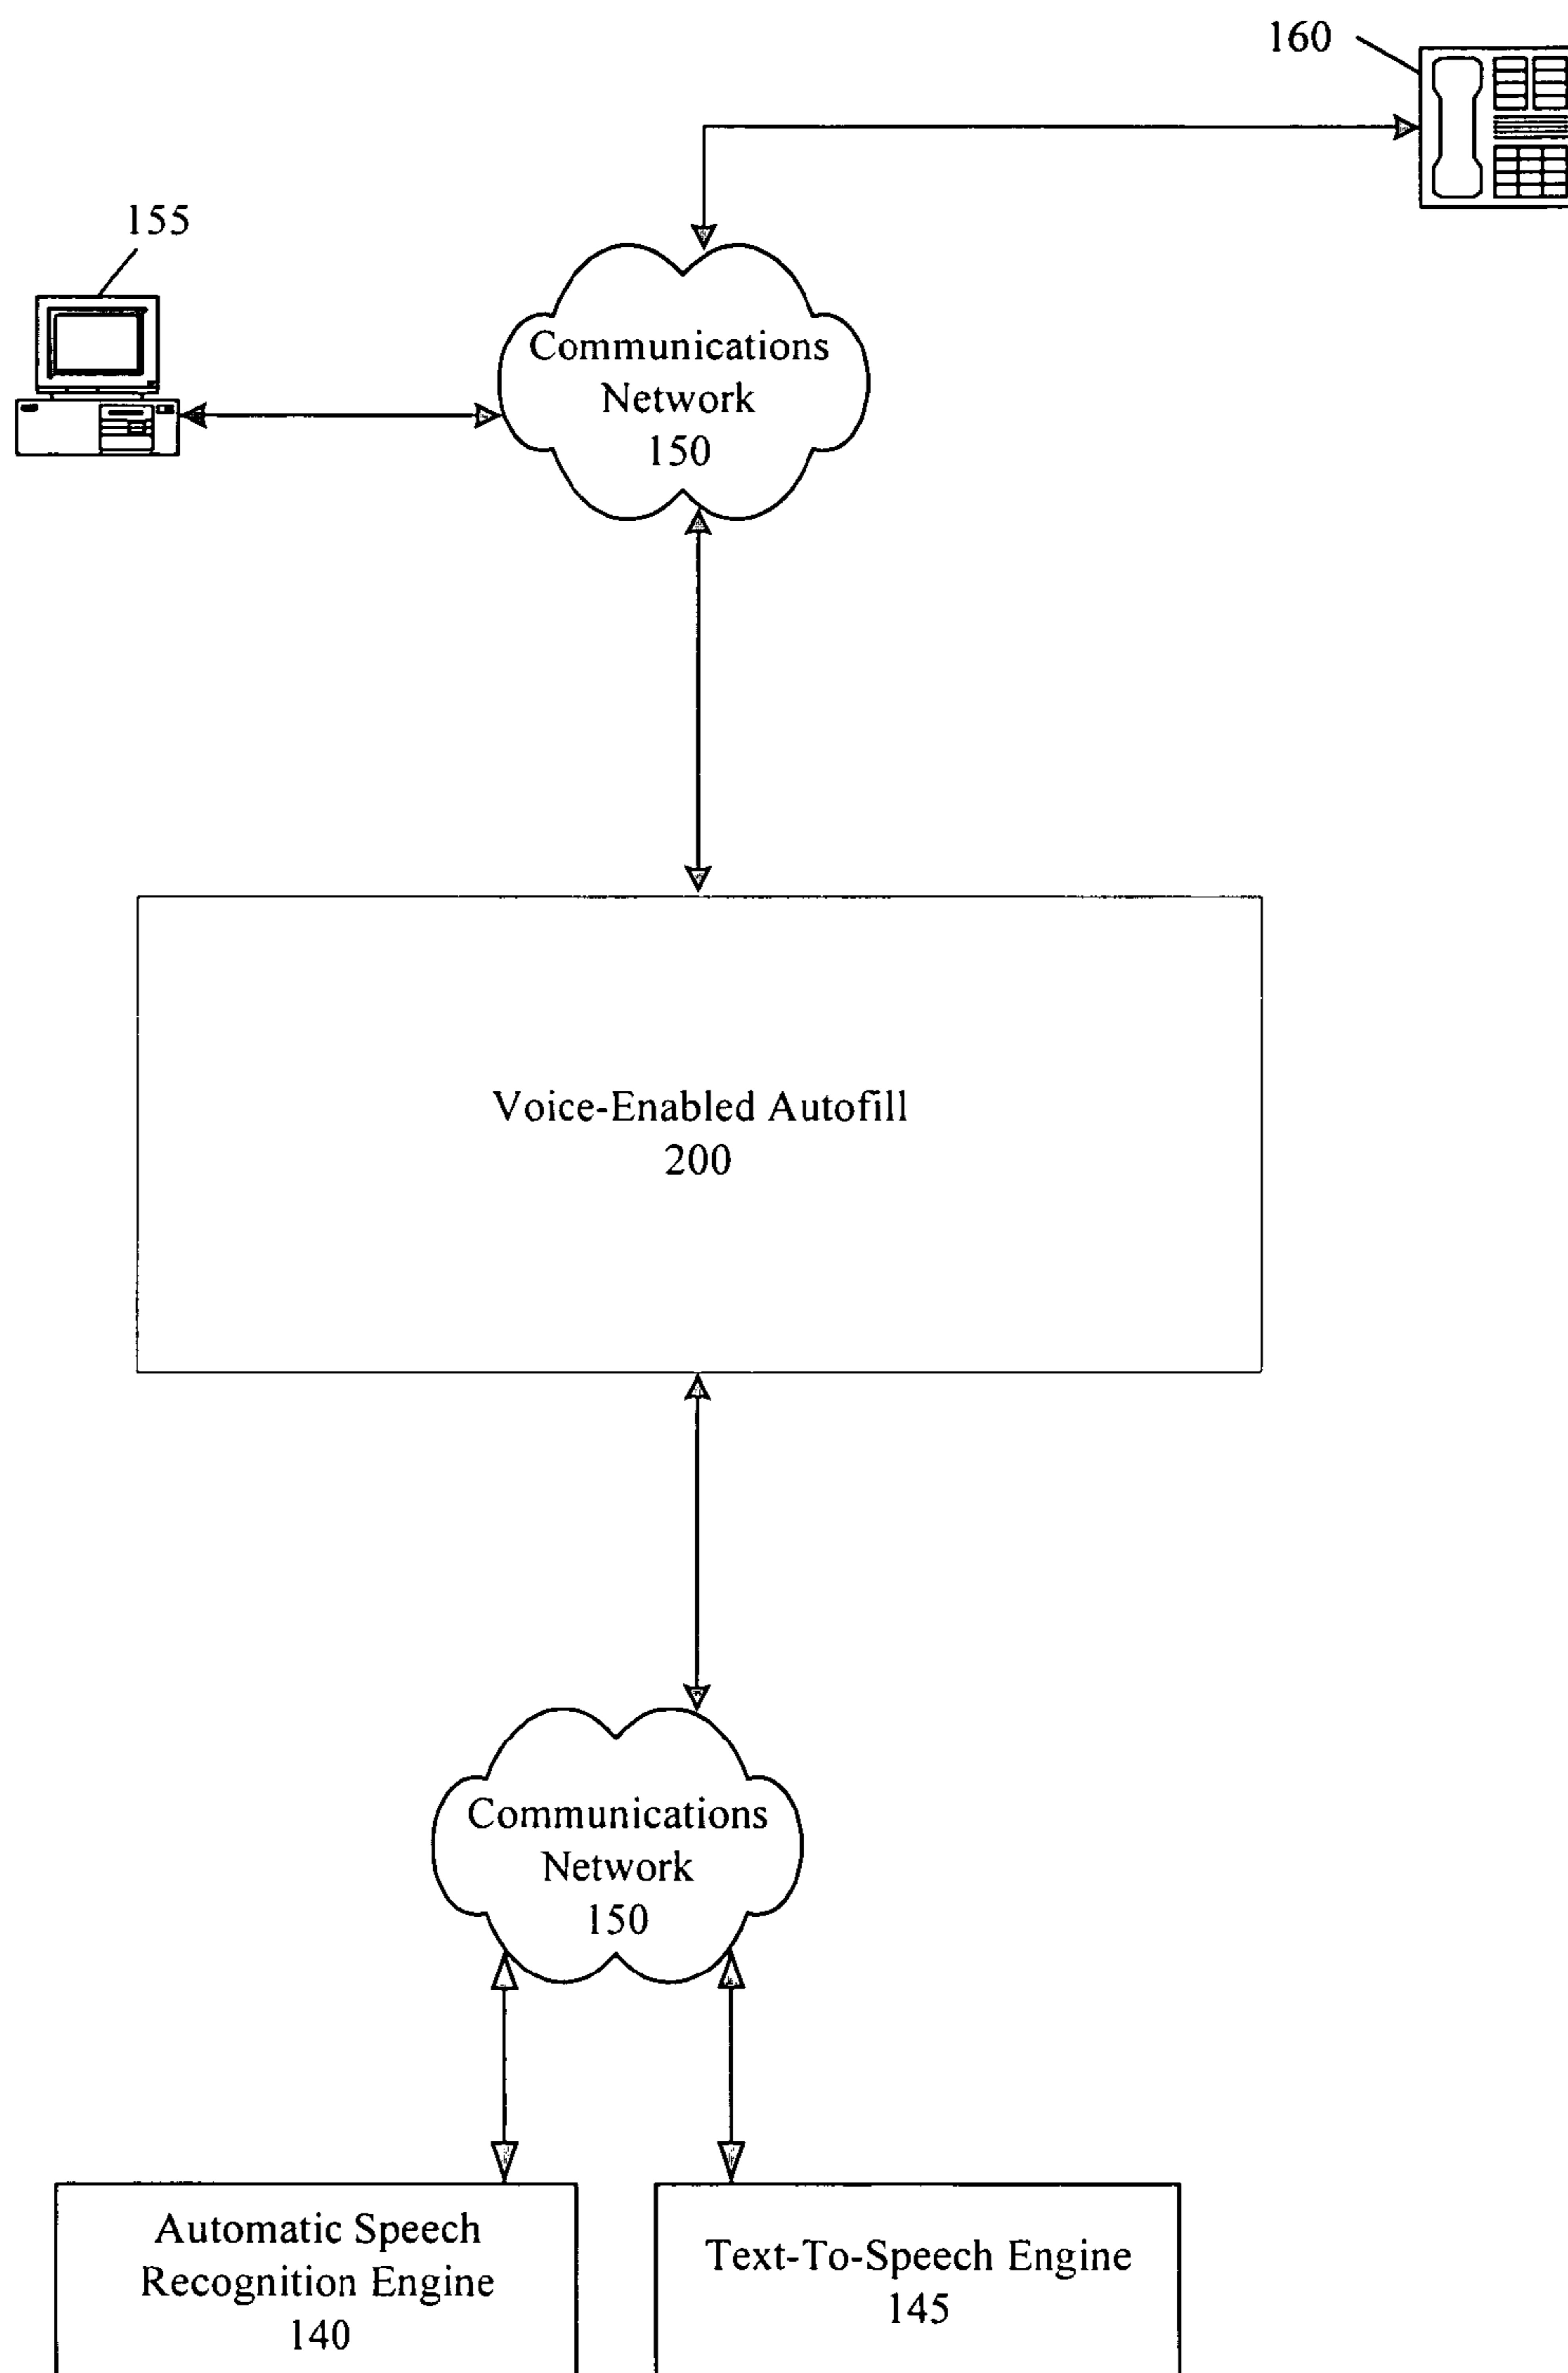 160
155
Communications
Network
150
Voice-Enabled Autofill
200
Communications
Network
150
Automatic Speech
Recognition Engine
140
Text-To-Speech Engine
145